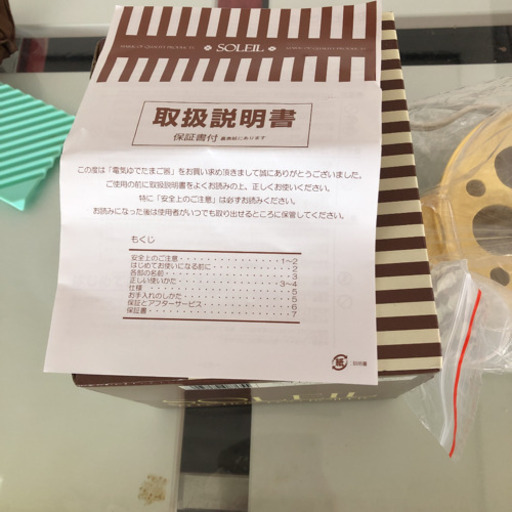 SOLEIL
取扱説明書
保証書付 裏表紙にあります
この度は「電気ゆでたまご器」をお買い求め頂きまして誠にありがとうございました。
ご使用の前に取扱説明書をよくお読みの上、正しくお使いください。
特に「安全上のご注意」は必ずお読みください。
お読みになった後は使用者がいつでも取り出せるところに保管してください。
もくじ
安全上のご注意・・・・・・・・・・・・・1~2
はじめてお使いになる前に・・・・・・・・2
各部の名前・・・・・・・・・・・・・・・3
正しい使いかた・・・・・・・・・・・・・3~4
仕様・・・・・・・・・・・・・・・・・・5
お手入れのしかた・・・・・・・・・・・・5
保証とアフターサービス・・・・・・・・・6
保証書・・・・・・・・・・・・・・・・・7
紙